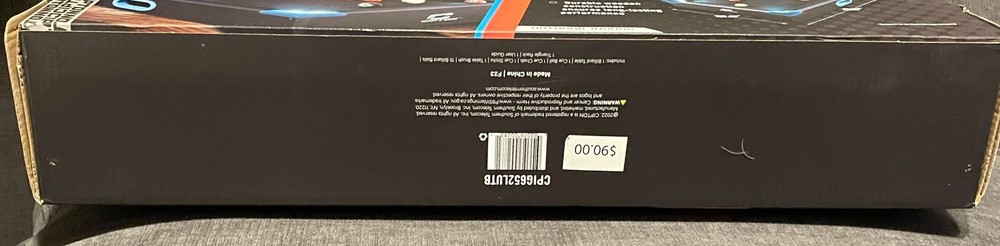 Durable wooden
construction
ensures long-lasting
performance
CPIG652LUTB
$90.00
@2022. CIPTON is a registered trademark of Southern Telecom, Inc, All rights reserved.
Manufactured, marketed, and distributed by Southern Telecom Inc. Brooklyn, NY, 11220.
WARNING Cancer and Reproductive Harm - www.P65Warnings.ca.gov. All trademarks
and logos are the property of their respective owners. All rights reserved.
www.southerntelecom.com
Made in China | P23
Includes: 1 Billiard Table | 1 Cue Ball | 1 Cue Chalk | 1 Cue Sticks | 1 Table Brush 15 Billiard Balls |
1 Triangle Rack | 1 User Guide